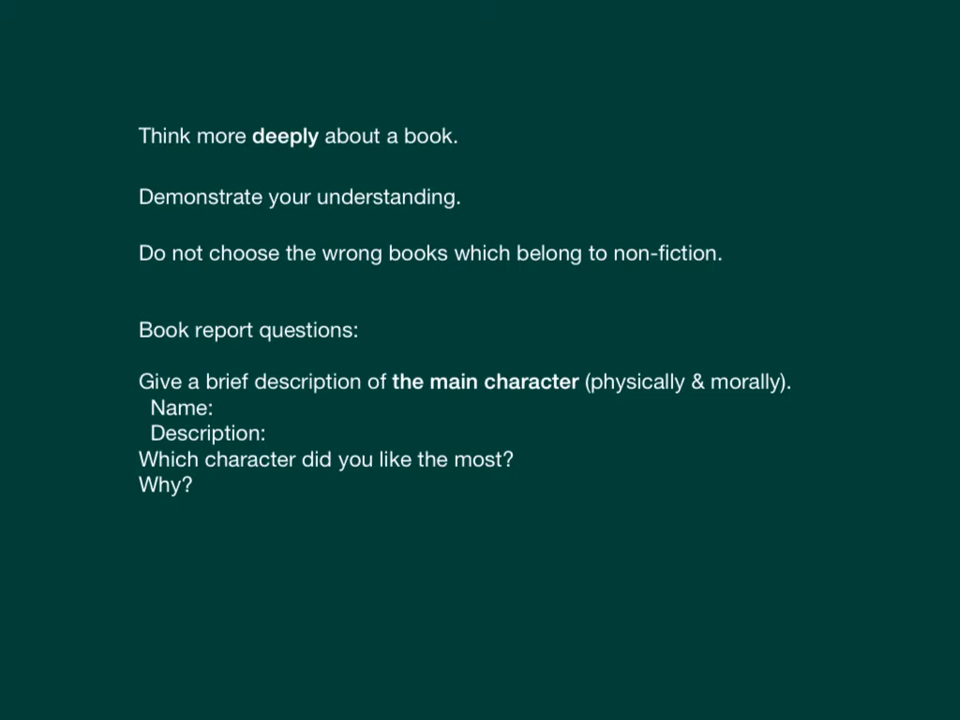 Think more deeply about a book.
Demonstrate your understanding.
Do not choose the wrong books which belong to non-fiction.
Book report questions:
Give a brief description of the main character (physically & morally).
Name:
Description:
Which character did you like the most?
Why?